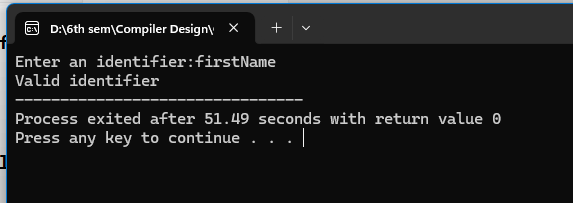 D:\6th sem\Compiler Design\
Enter an identifier:firstName
Valid identifier
--------------------------------
Process exited after 51.49 seconds with return value 0
Press any key to continue . . .